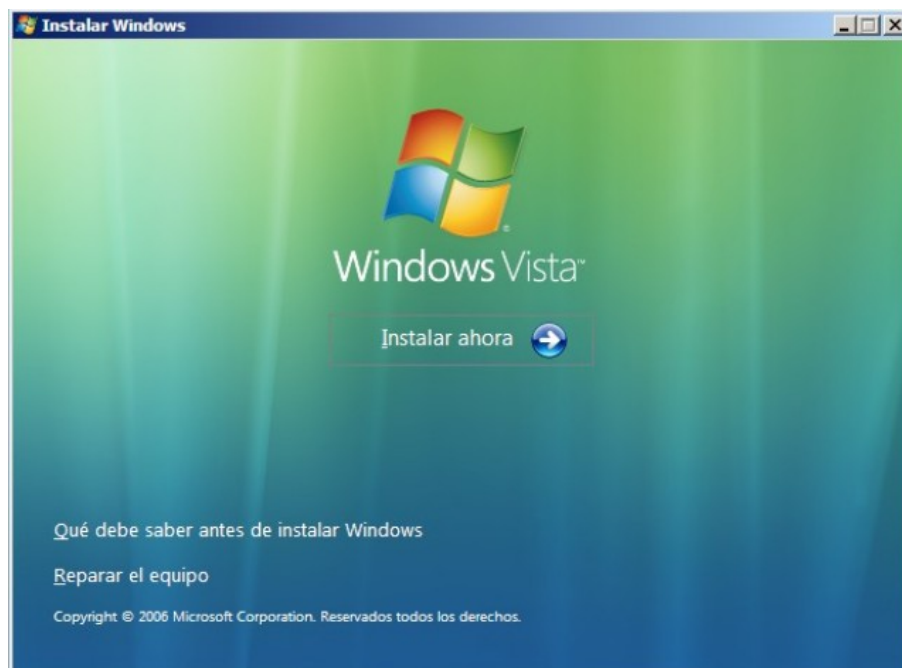 Instalar Windows
Windows Vista™
Instalar ahora
Qué debe saber antes de instalar Windows
Reparar el equipo
Copyright © 2006 Microsoft Corporation. Reservados todos los derechos.